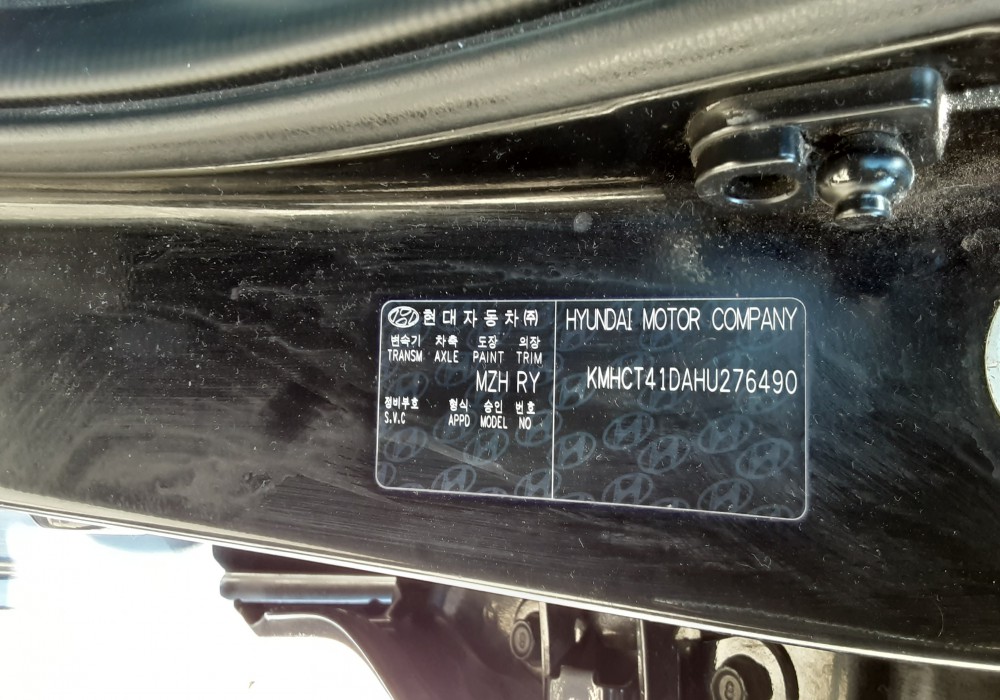 현대자동차㈜
변속기 차축 도장 의장
TRANSM AXLE PAINT TRIM
MZH RY
정비부호 형식 승인 번호
S.V.C APPD MODEL NO
HYUNDAI MOTOR COMPANY
KMHCT41DAHU276490